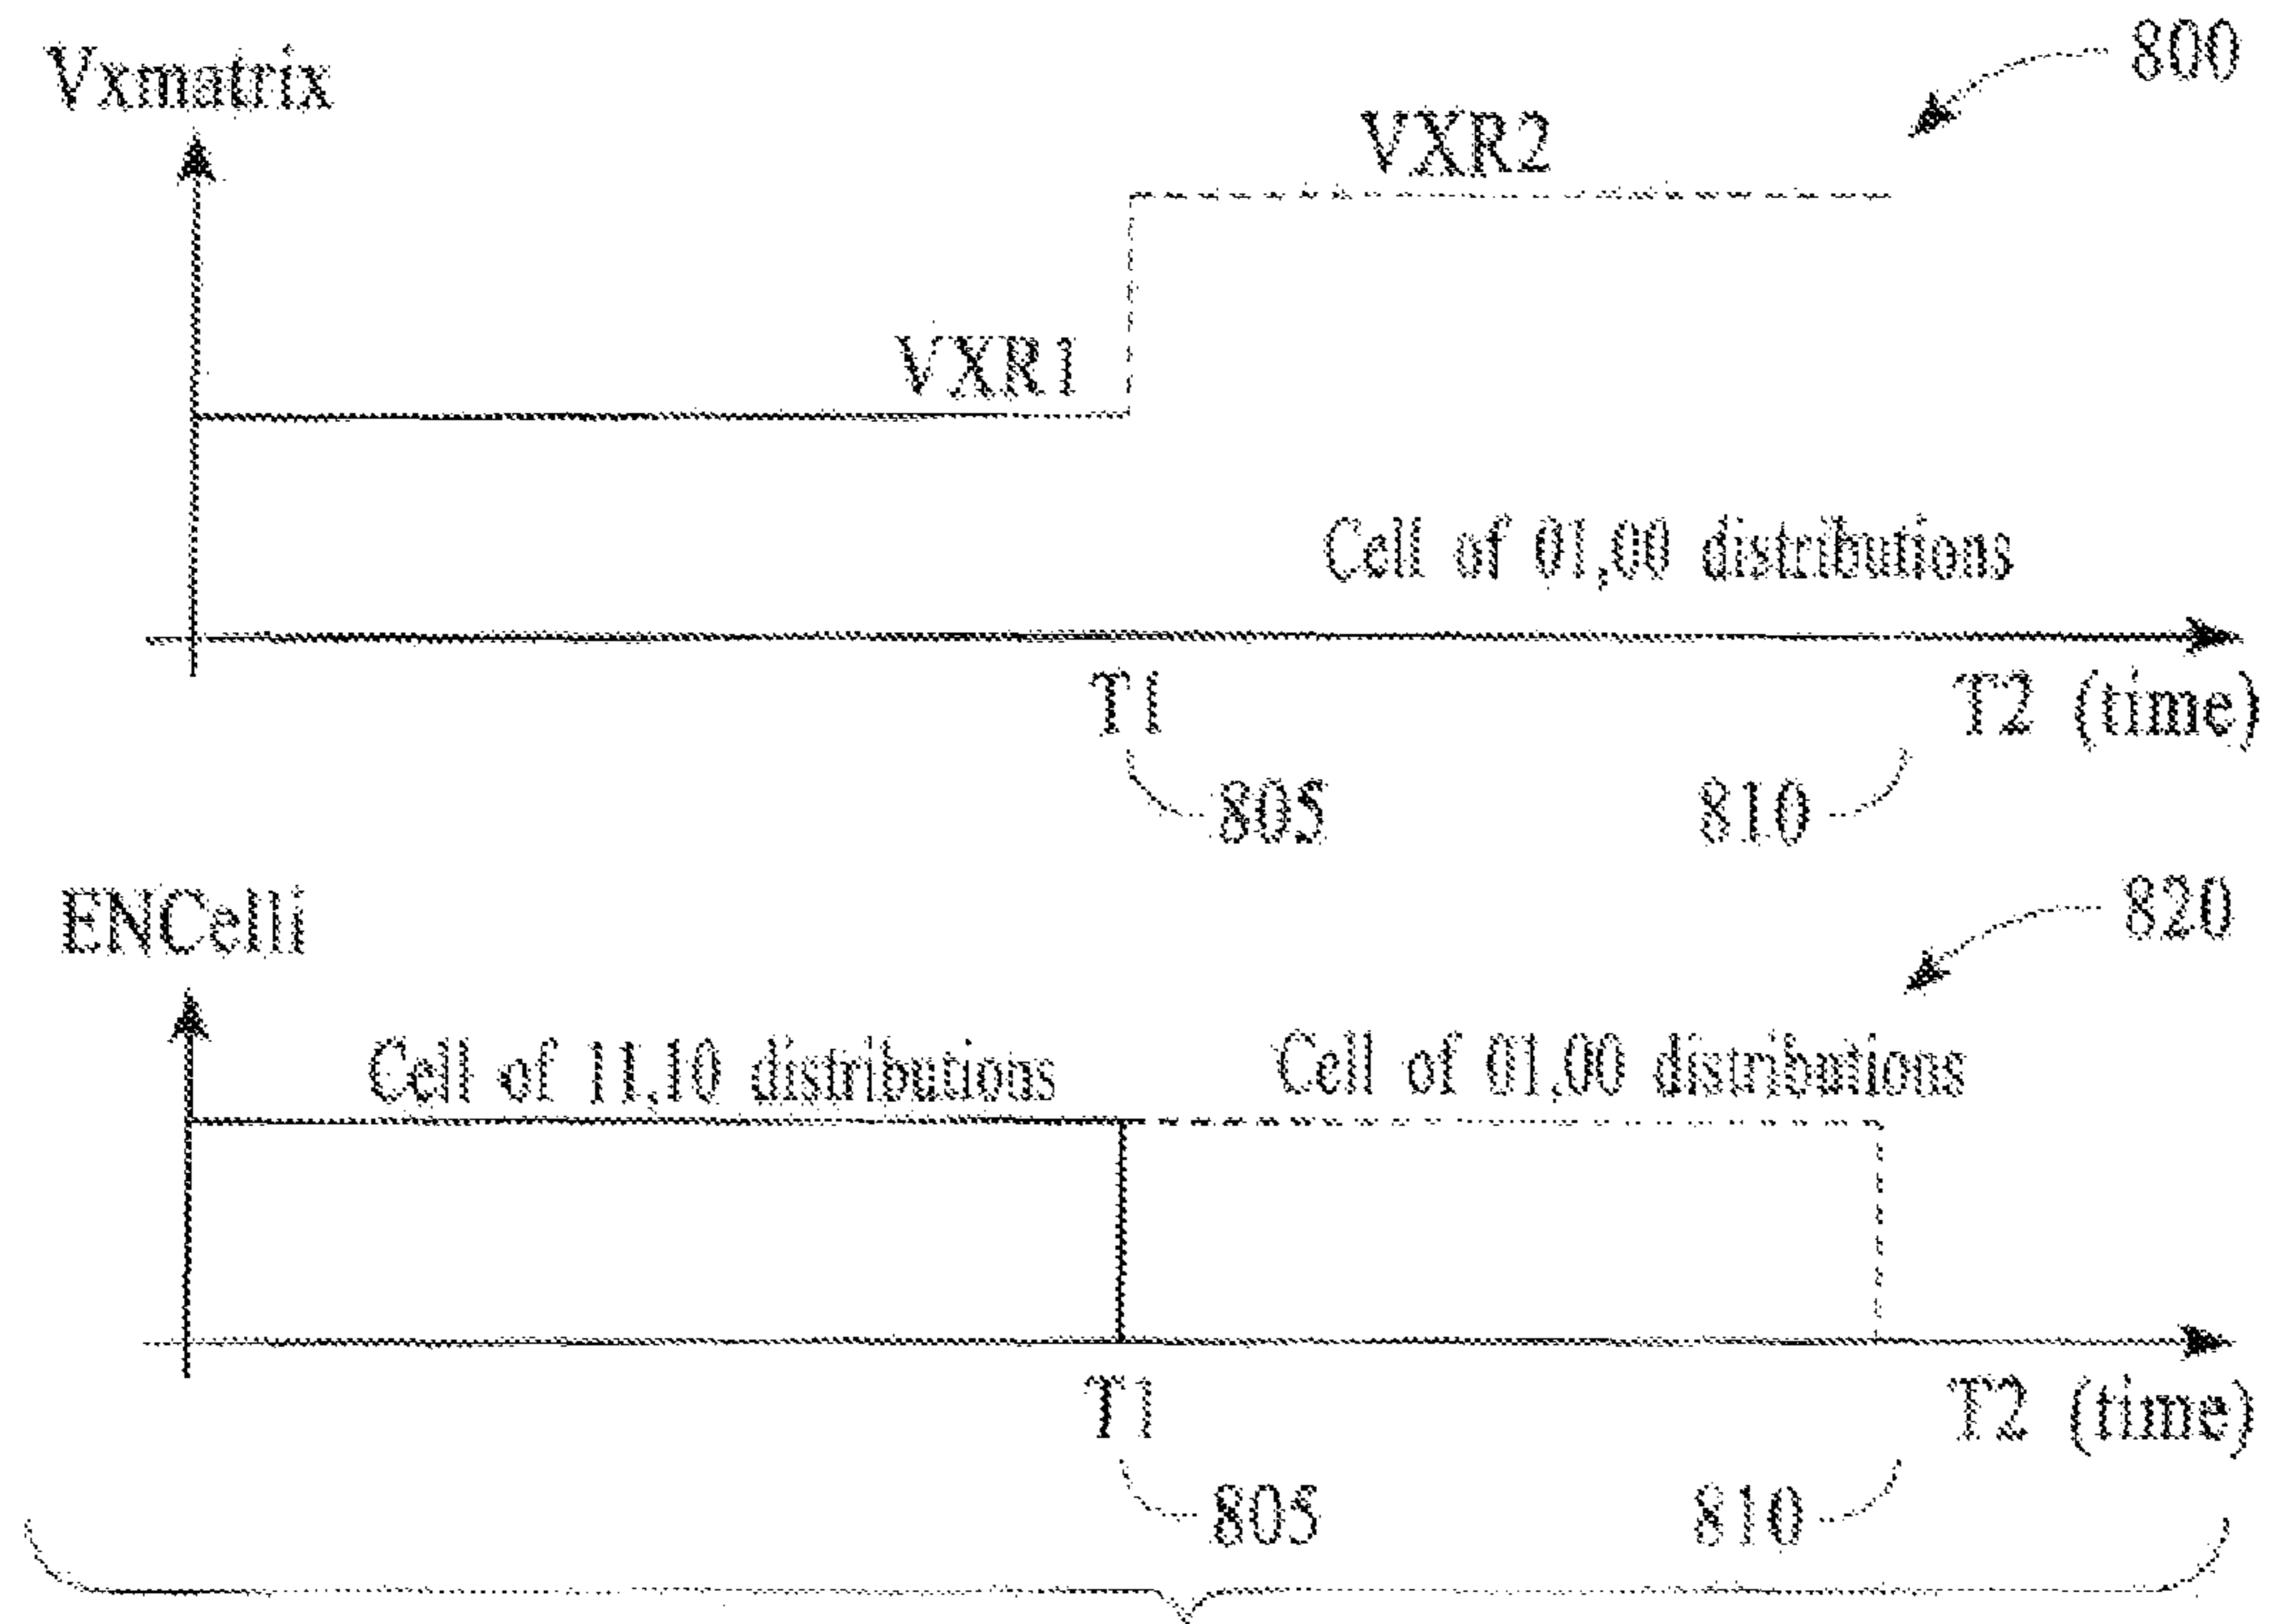 Vxmatrix
800
VXR2
VXR1
Cell of 01,00 distributions
T1
T2 (time)
805
810
ENCelli
820
Cell of 11,10 distributions
Cell of 01,00 distributions
T1
T2 (time)
805
810